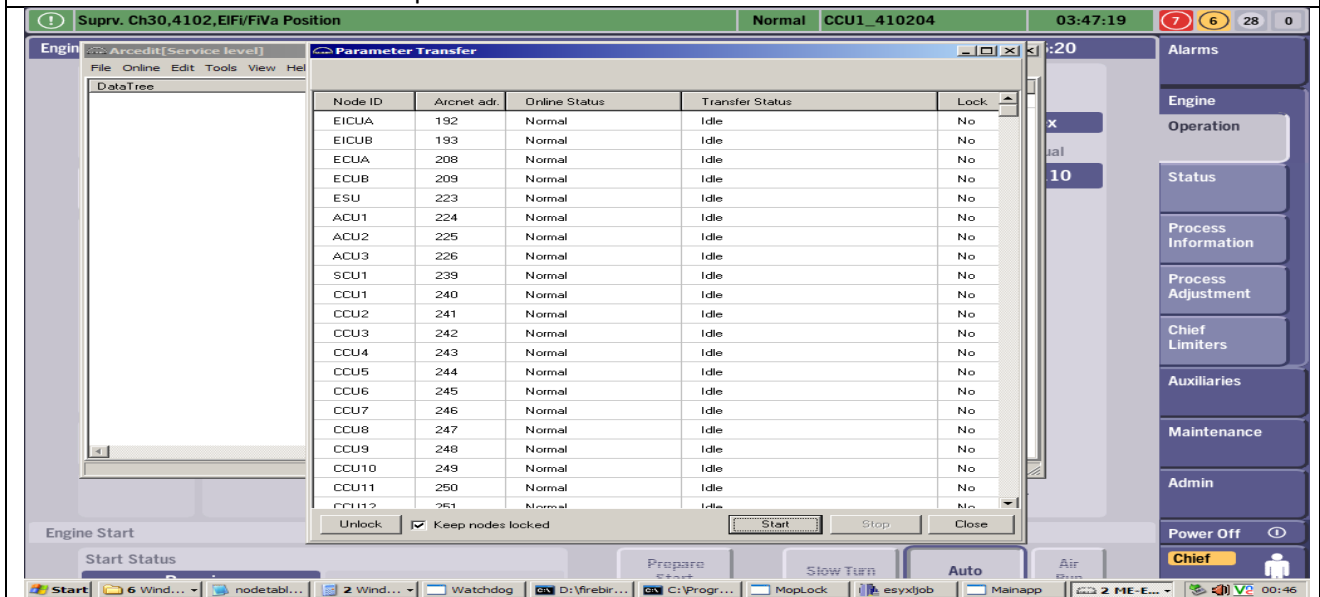 Suprv. Ch30,4102,ElFi/FiVa Position Normal CCU1_410204 03:47:19 7 6 28 0
Engin
Arcedit[Service level]
File Online Edit Tools View Hel
DataTree
Parameter Transfer
:20
Node ID Arcnet adr. Online Status Transfer Status Lock
EICUA 192 Normal Idle No
EICUB 193 Normal Idle No
ECUA 208 Normal Idle No
ECUB 209 Normal Idle No
ESU 223 Normal Idle No
ACU1 224 Normal Idle No
ACU2 225 Normal Idle No
ACU3 226 Normal Idle No
SCU1 239 Normal Idle No
CCU1 240 Normal Idle No
CCU2 241 Normal Idle No
CCU3 242 Normal Idle No
CCU4 243 Normal Idle No
CCU5 244 Normal Idle No
CCU6 245 Normal Idle No
CCU7 246 Normal Idle No
CCU8 247 Normal Idle No
CCU9 248 Normal Idle No
CCU10 249 Normal Idle No
CCU11 250 Normal Idle No
CCU12 251 Normal Idle No
Unlock Keep nodes locked Start Stop Close
x
ual
10
Alarms
Engine
Operation
Status
Process
Information
Process
Adjustment
Chief
Limiters
Auxiliaries
Maintenance
Admin
Power Off
Chief
Engine Start
Start Status
Prepare
Start
Slow Turn
Auto
Air
Run
Start 6 Wind... nodetabl... 2 Wind... Watchdog D:\firebir... C:\Progr... MopLock esyxljob Mainapp 2 ME-E... 00:46